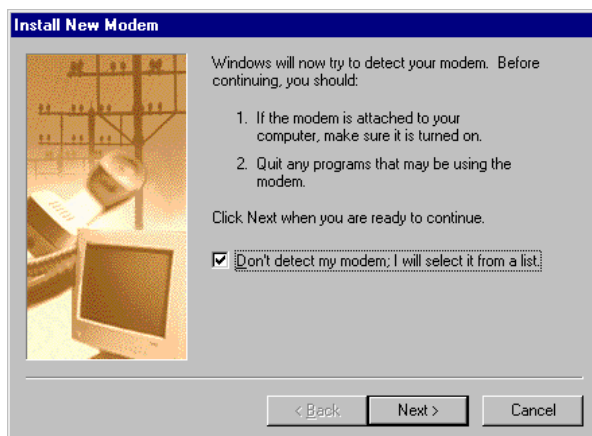 Install New Modem
Windows will now try to detect your modem. Before
continuing, you should:
1. If the modem is attached to your
computer, make sure it is turned on.
2. Quit any programs that may be using the
modem.
Click Next when you are ready to continue.
Don't detect my modem; I will select it from a list.
< Back
Next >
Cancel